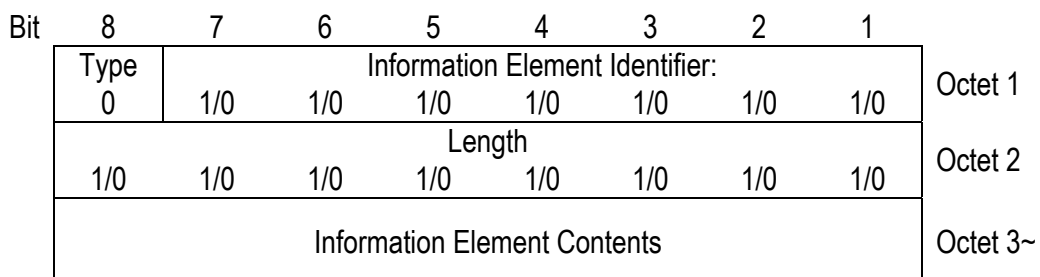 Bit 8 7 6 5 4 3 2 1
Type Information Element Identifier:
0 1/0 1/0 1/0 1/0 1/0 1/0 1/0 Octet 1
Length
1/0 1/0 1/0 1/0 1/0 1/0 1/0 1/0 Octet 2
Information Element Contents Octet 3~